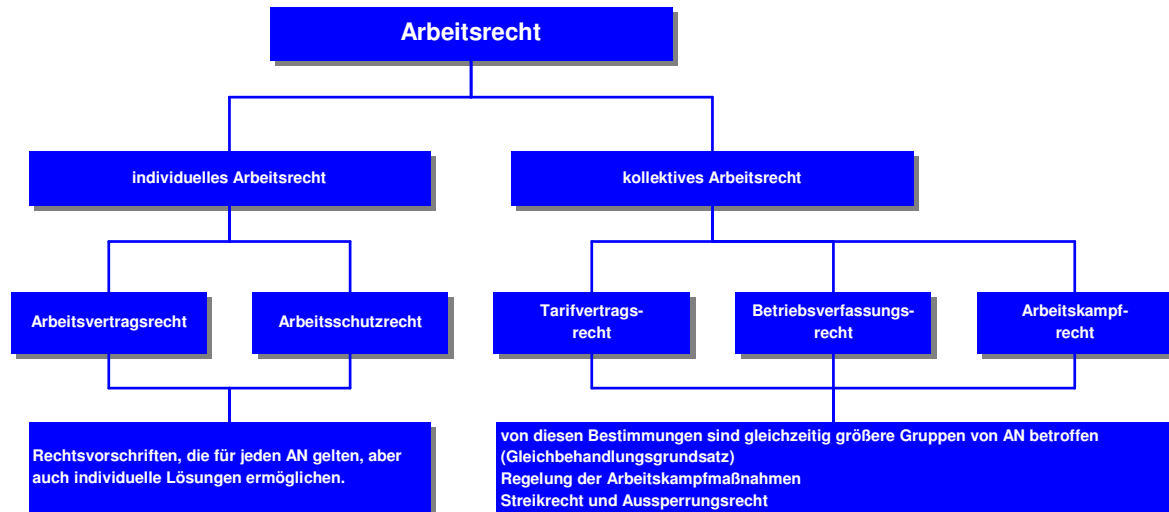 Arbeitsrecht
individuelles Arbeitsrecht
kollektives Arbeitsrecht
Arbeitsvertragsrecht
Arbeitsschutzrecht
Tarifvertrags-
recht
Betriebsverfassungs-
recht
Arbeitskampf-
recht
Rechtsvorschriften, die für jeden AN gelten, aber
auch individuelle Lösungen ermöglichen.
von diesen Bestimmungen sind gleichzeitig größere Gruppen von AN betroffen
(Gleichbehandlungsgrundsatz)
Regelung der Arbeitskampfmaßnahmen
Streikrecht und Aussperrungsrecht